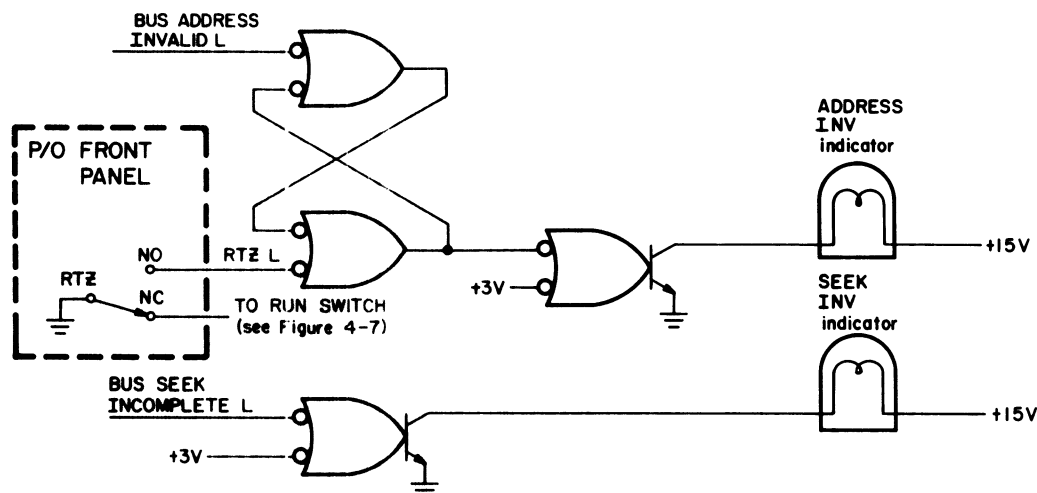 BUS ADDRESS
INVALID L
ADDRESS
INV
indicator
P/O FRONT
PANEL
NO
RTZ L
+15V
RTZ
NC
+3V
TO RUN SWITCH
(see Figure 4-7)
SEEK
INV
indicator
BUS SEEK
INCOMPLETE L
+15V
+3V